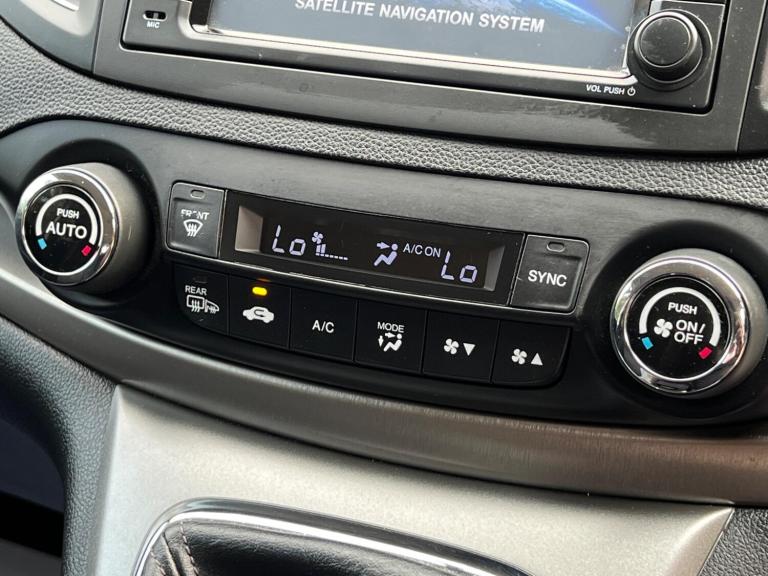 SATELLITE NAVIGATION SYSTEM
MIC
VOL PUSH
PUSH
AUTO
FRONT
Lo
A/C ON
Lo
SYNC
PUSH
ON/
OFF
REAR
A/C
MODE